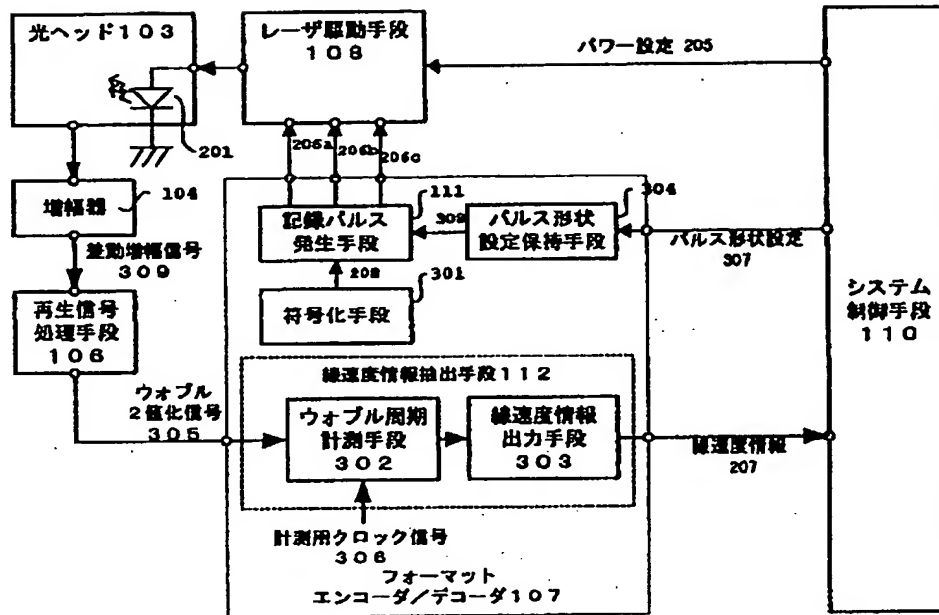 光ヘッド103
201
レーザ駆動手段
108
パワー設定 205
206a
206b
206c
増幅器
104
差動増幅信号
309
再生信号
処理手段
106
ウォブル
2値化信号
305
111
記録パルス
発生手段
304
パルス形状
設定保持手段
パルス形状設定
307
301
符号化手段
線速度情報抽出手段112
ウォブル周期
計測手段
302
線速度情報
出力手段
303
線速度情報
207
計測用クロック信号
306
フォーマット
エンコーダ/デコーダ107
システム
制御手段
110